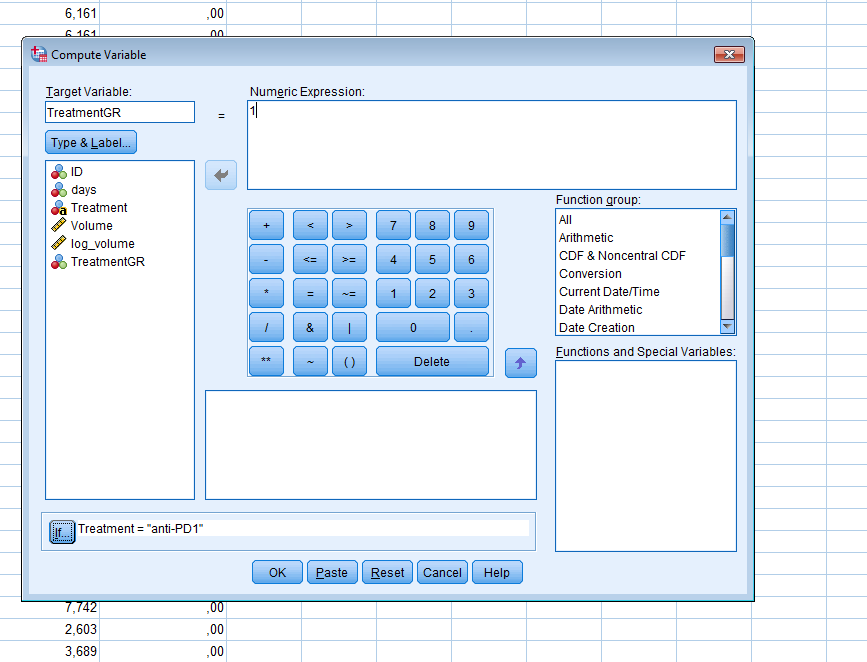 6,161 ,00
6,161 ,00
Compute Variable
Target Variable:
TreatmentGR
=
Numeric Expression:
1
Type & Label...
ID
days
Treatment
Volume
log_volume
TreatmentGR
+ < > 7 8 9
- <= >= 4 5 6
* = ~= 1 2 3
/ & | 0 .
** ~ ( ) Delete
Function group:
All
Arithmetic
CDF & Noncentral CDF
Conversion
Current Date/Time
Date Arithmetic
Date Creation
Functions and Special Variables:
If... Treatment = "anti-PD1"
OK Paste Reset Cancel Help
7,742 ,00
2,603 ,00
3,689 ,00